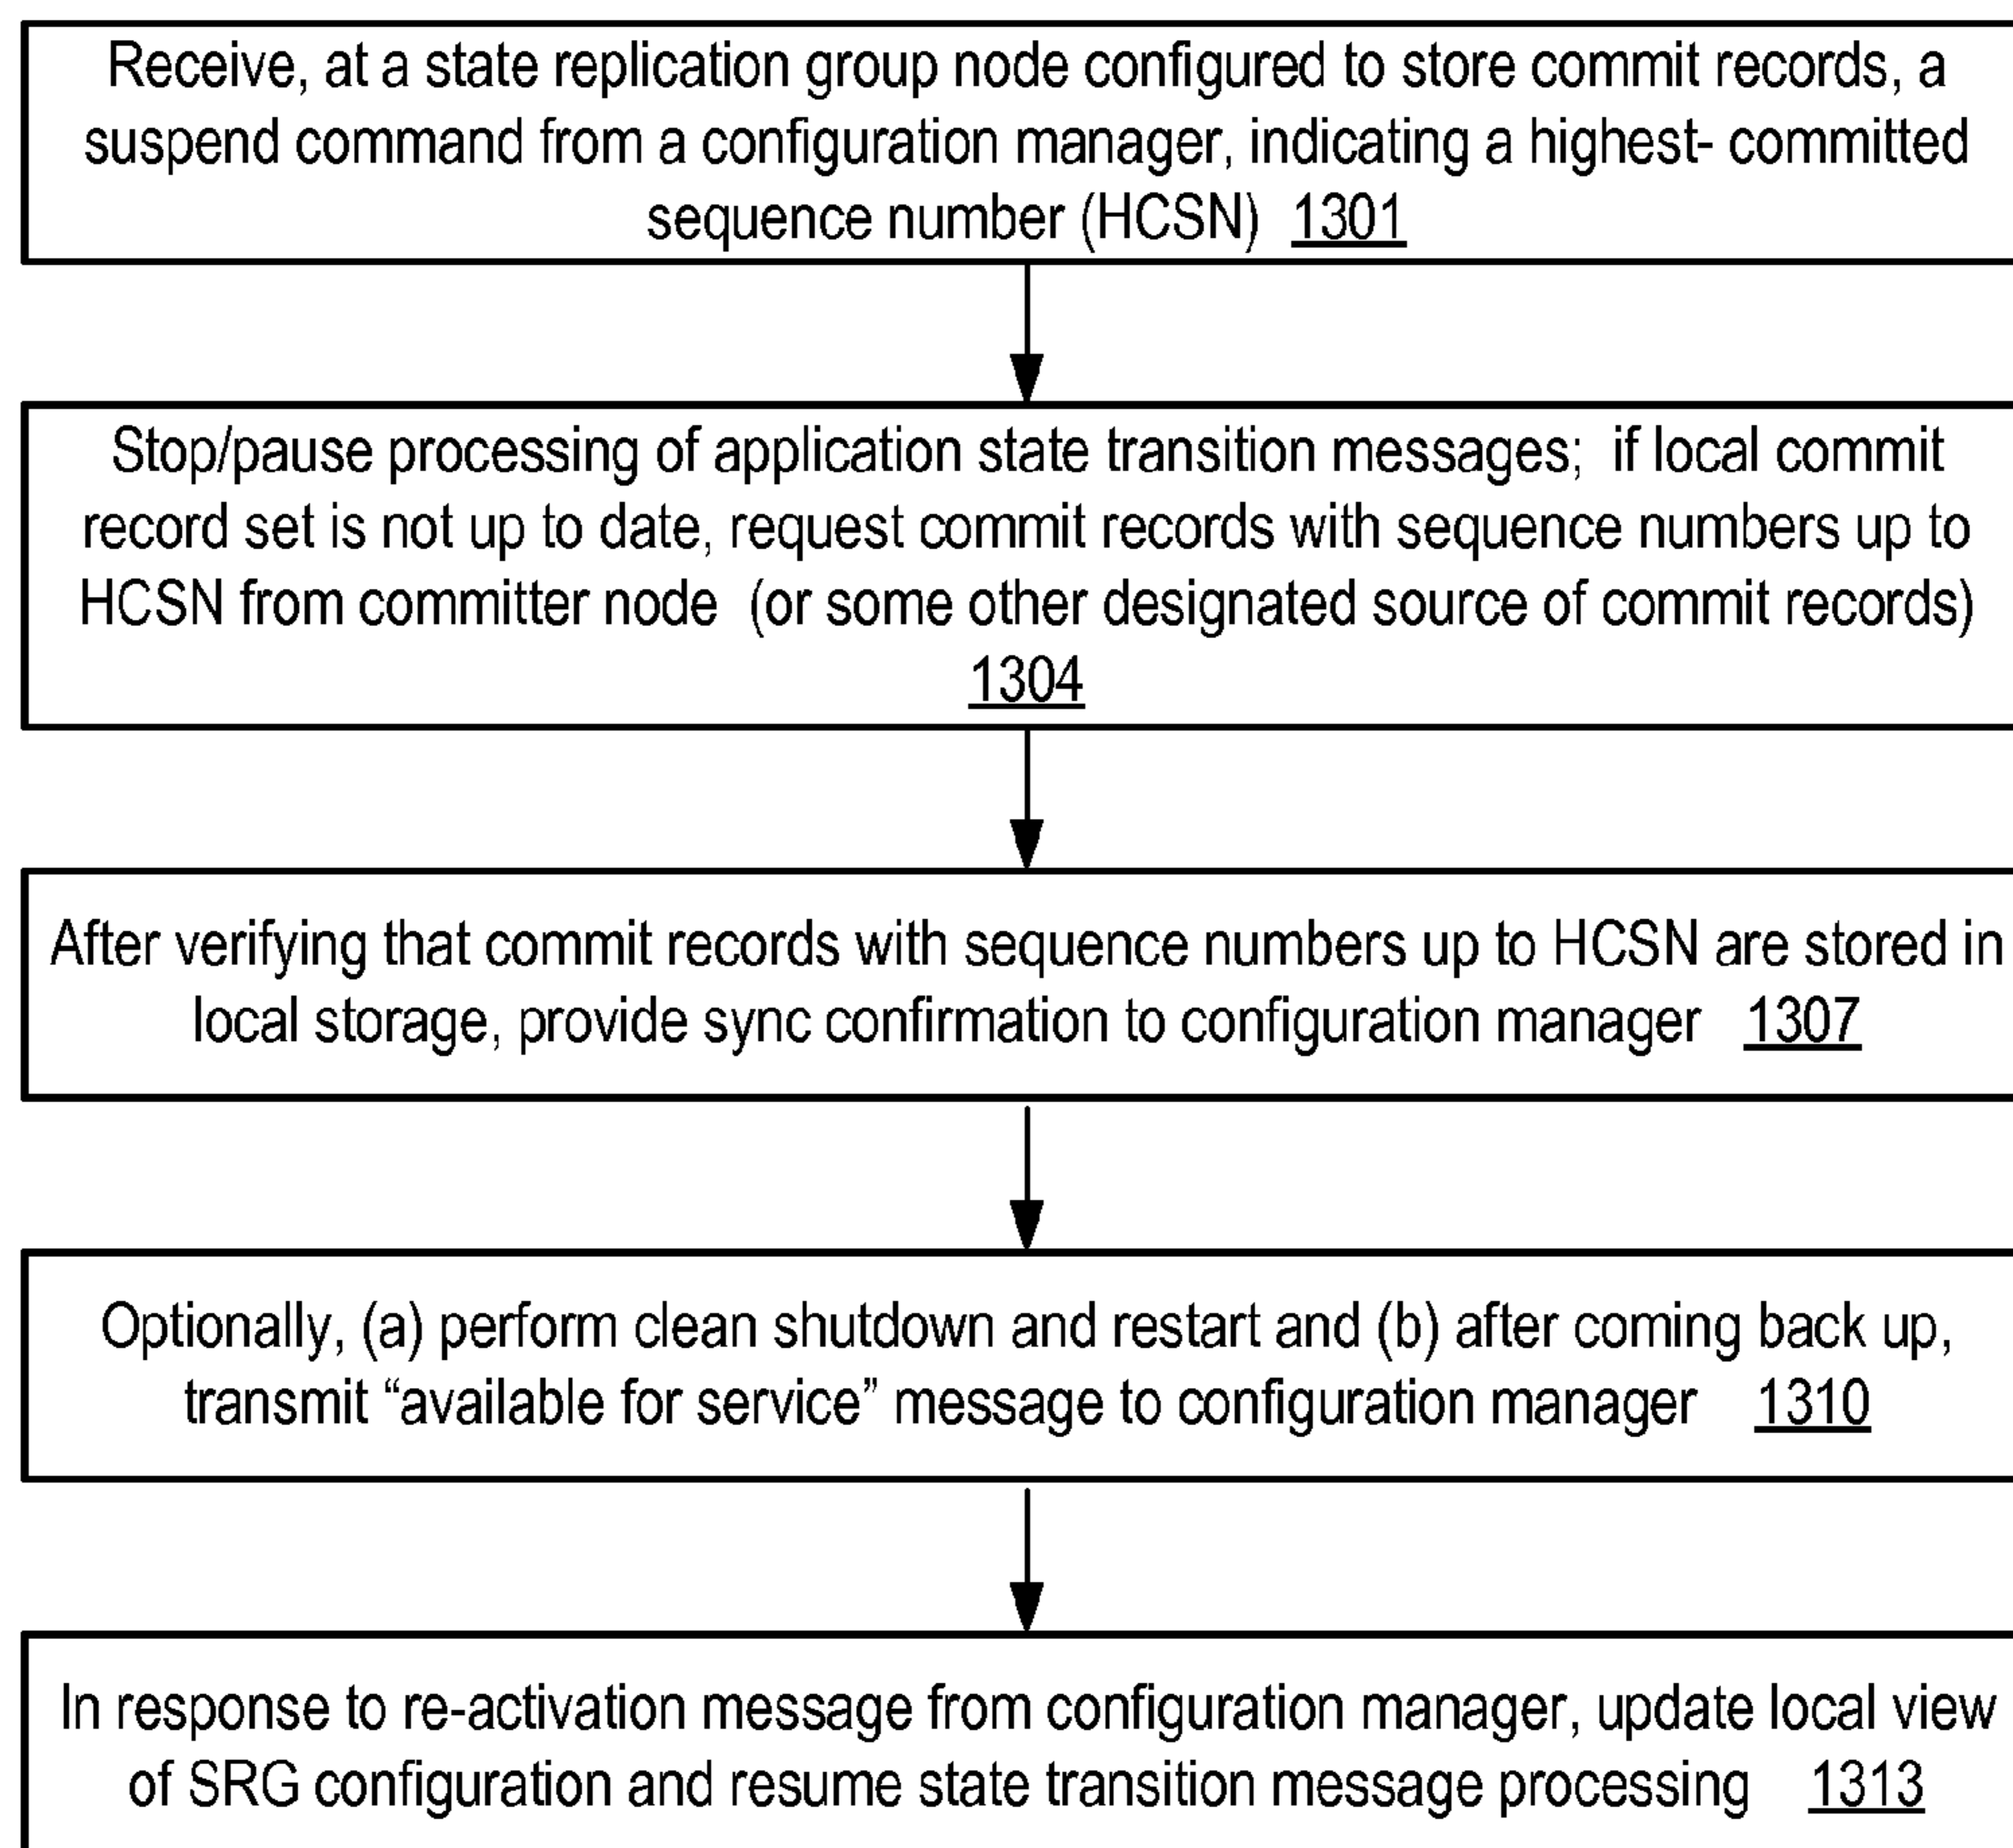 Receive, at a state replication group node configured to store commit records, a
suspend command from a configuration manager, indicating a highest- committed
sequence number (HCSN) 1301
Stop/pause processing of application state transition messages; if local commit
record set is not up to date, request commit records with sequence numbers up to
HCSN from committer node (or some other designated source of commit records)
1304
After verifying that commit records with sequence numbers up to HCSN are stored in
local storage, provide sync confirmation to configuration manager 1307
Optionally, (a) perform clean shutdown and restart and (b) after coming back up,
transmit “available for service” message to configuration manager 1310
In response to re-activation message from configuration manager, update local view
of SRG configuration and resume state transition message processing 1313